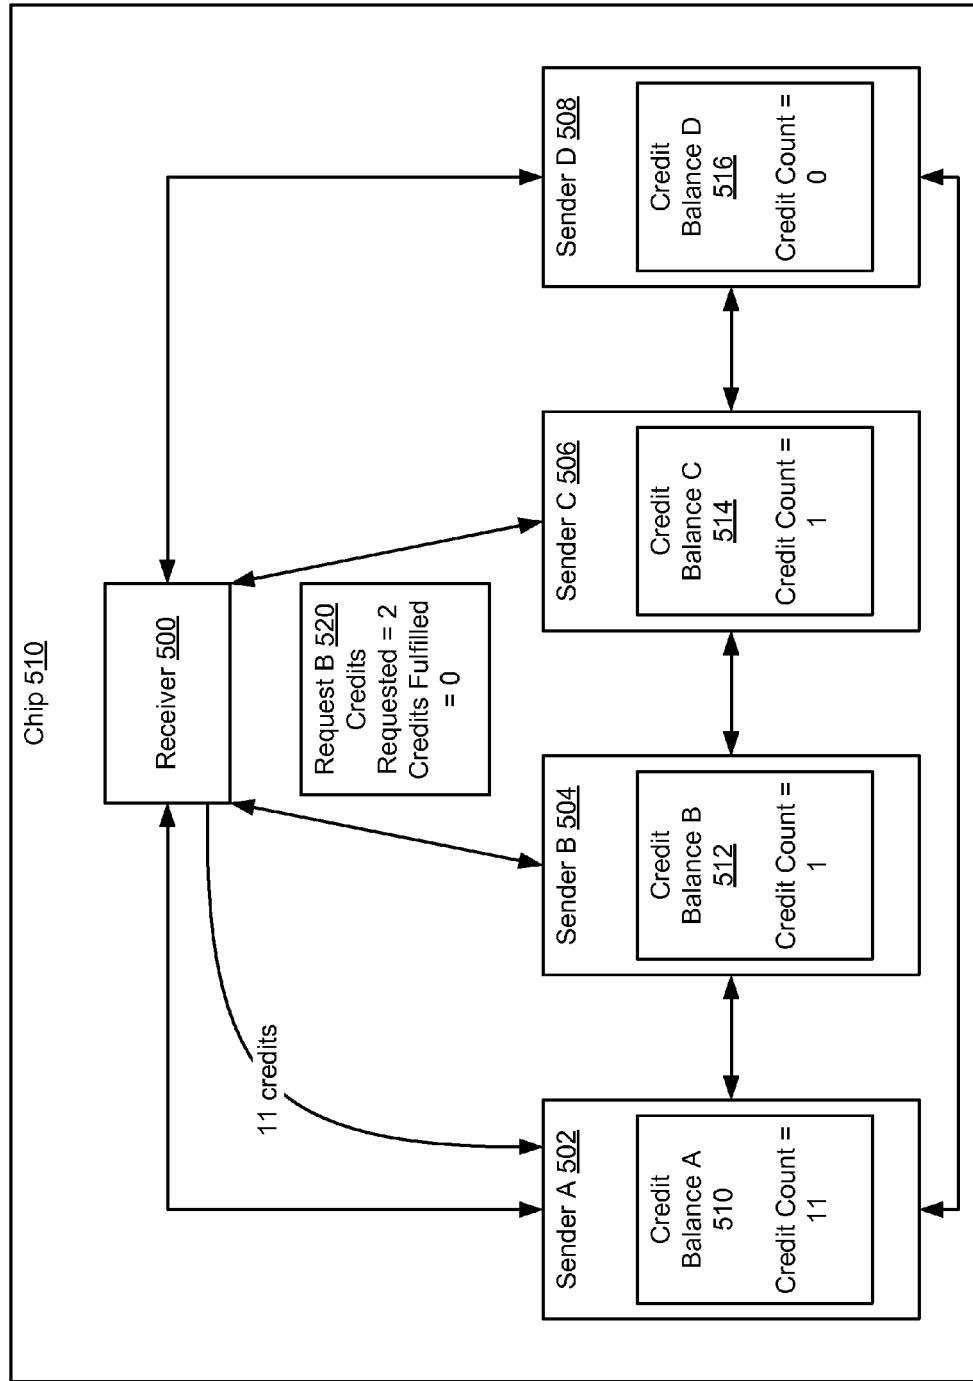 Chip 510
Receiver 500
11 credits
Request B 520
Credits
Requested = 2
Credits Fulfilled
= 0
Sender A 502
Credit
Balance A
510
Credit Count =
11
Sender B 504
Credit
Balance B
512
Credit Count =
1
Sender C 506
Credit
Balance C
514
Credit Count =
1
Sender D 508
Credit
Balance D
516
Credit Count =
0